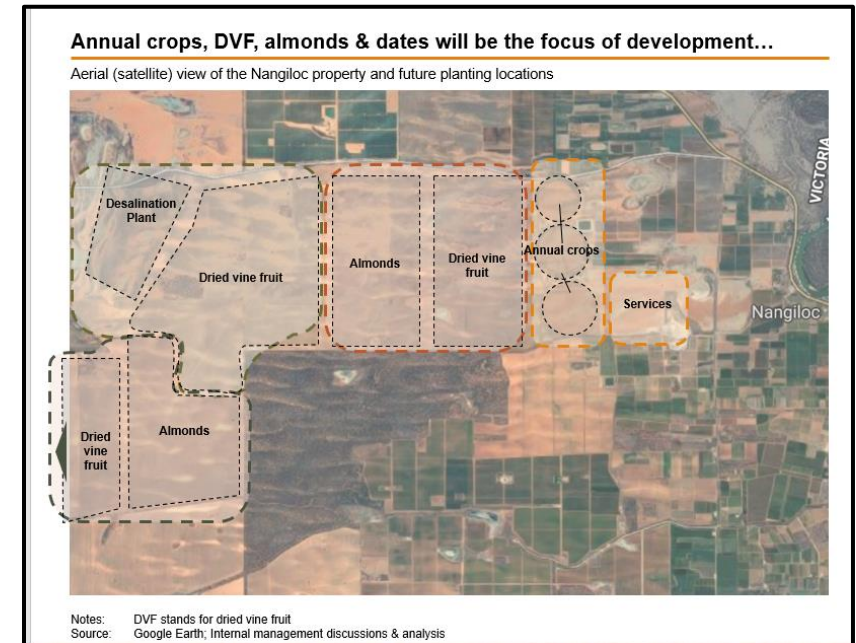 Annual crops, DVF, almonds & dates will be the focus of development…
Aerial (satellite) view of the Nangiloc property and future planting locations
VICTORIA
Desalination
Plant
Dried vine fruit
Almonds
Dried vine
fruit
Annual crops
Services
Nangiloc
Dried
vine
fruit
Almonds
Notes: DVF stands for dried vine fruit
Source: Google Earth; Internal management discussions & analysis